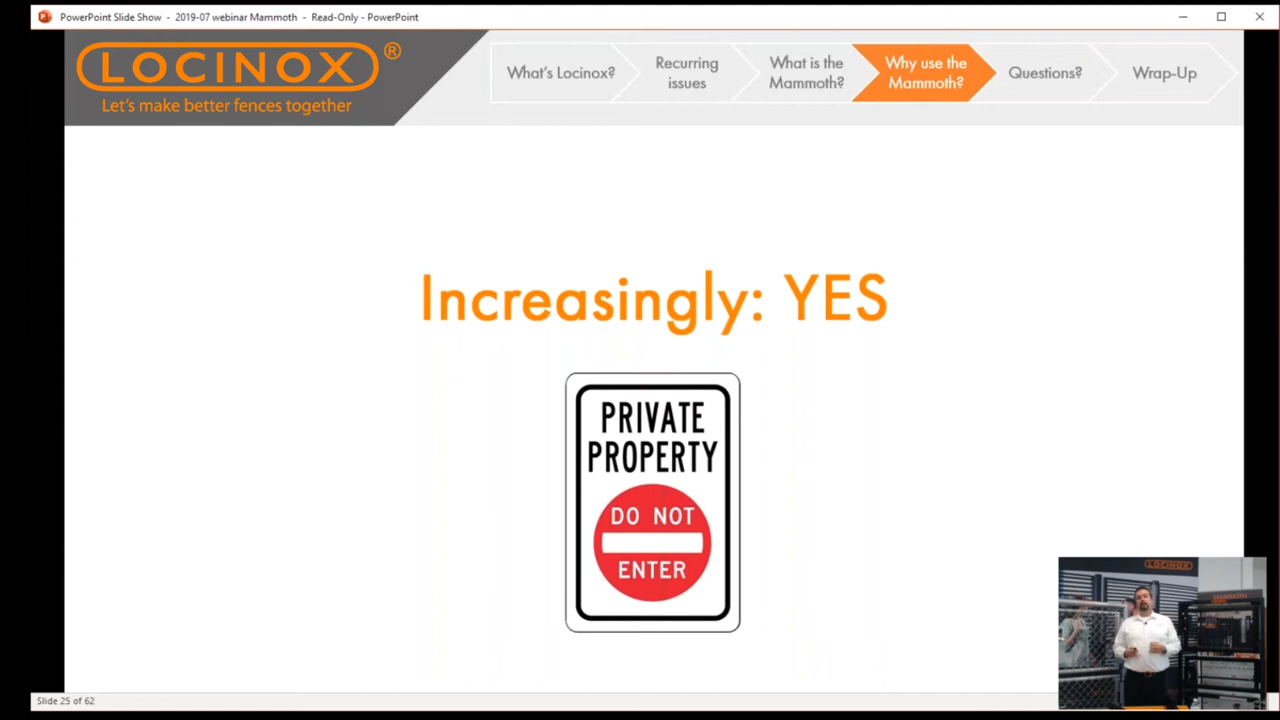 PowerPoint Slide Show - 2019-07 webinar Mammoth - Read-Only - PowerPoint
LOCINOX®
Let's make better fences together
What's Locinox?
Recurring
issues
What is the
Mammoth?
Why use the
Mammoth?
Questions?
Wrap-Up
Increasingly: YES
PRIVATE
PROPERTY
DO NOT
ENTER
LOCINOX
MAMMOTH
Slide 25 of 62